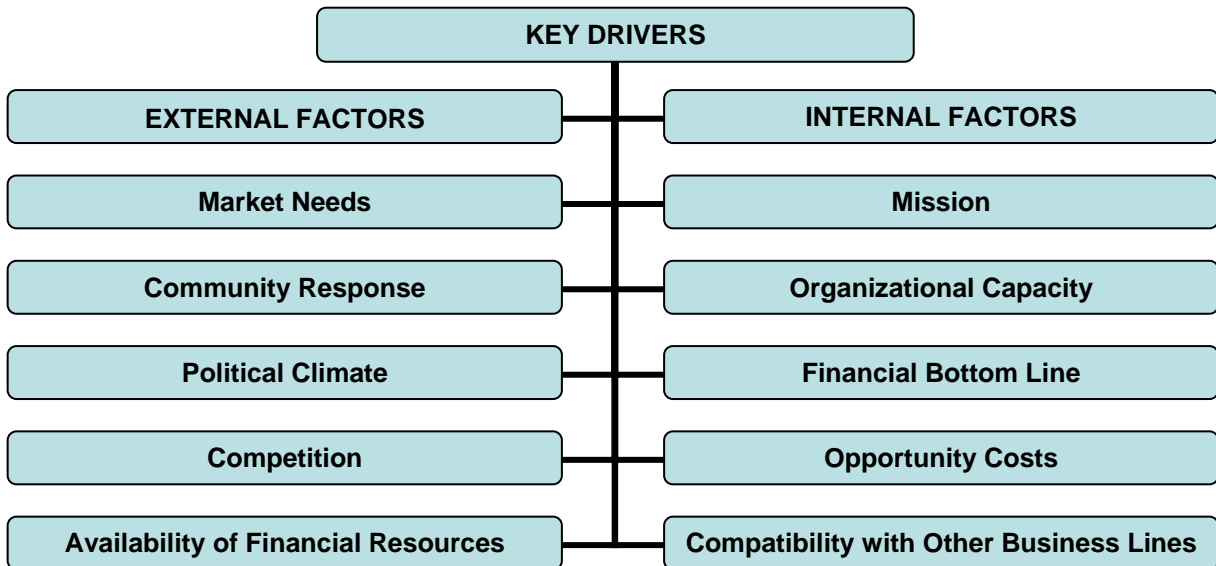 KEY DRIVERS
EXTERNAL FACTORS
INTERNAL FACTORS
Market Needs
Mission
Community Response
Organizational Capacity
Political Climate
Financial Bottom Line
Competition
Opportunity Costs
Availability of Financial Resources
Compatibility with Other Business Lines